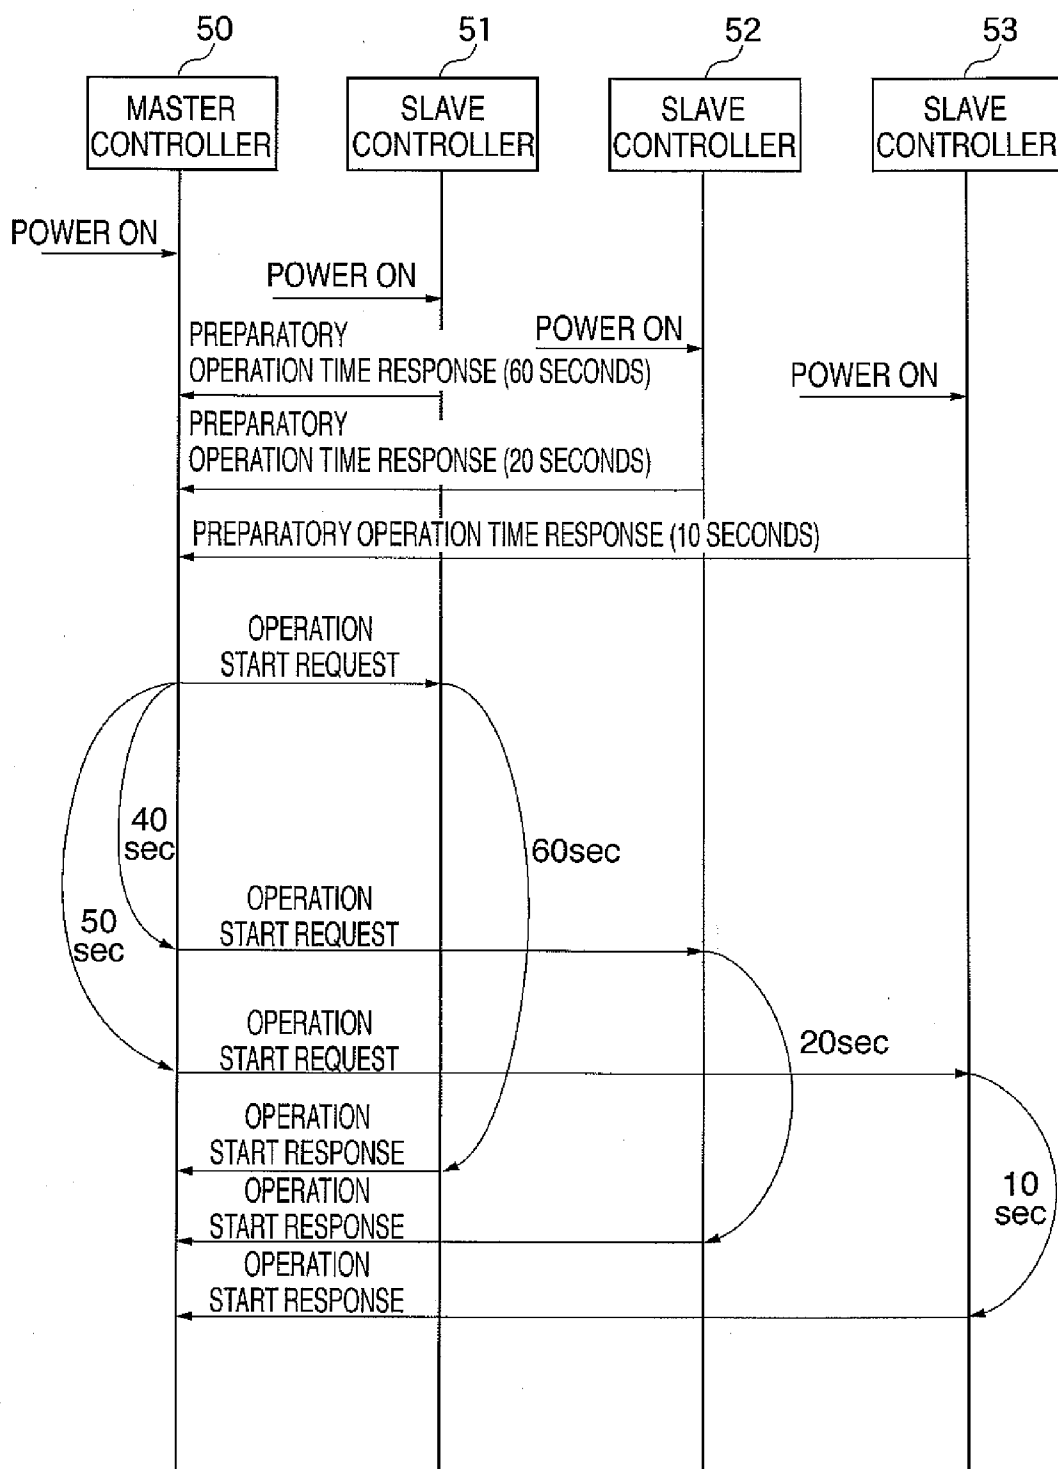 50
51
52
53
MASTER
CONTROLLER
SLAVE
CONTROLLER
SLAVE
CONTROLLER
SLAVE
CONTROLLER
POWER ON
POWER ON
POWER ON
POWER ON
PREPARATORY
OPERATION TIME RESPONSE (60 SECONDS)
PREPARATORY
OPERATION TIME RESPONSE (20 SECONDS)
PREPARATORY OPERATION TIME RESPONSE (10 SECONDS)
OPERATION
START REQUEST
40
sec
60sec
50
sec
OPERATION
START REQUEST
OPERATION
START REQUEST
20sec
OPERATION
START RESPONSE
OPERATION
START RESPONSE
10
sec
OPERATION
START RESPONSE